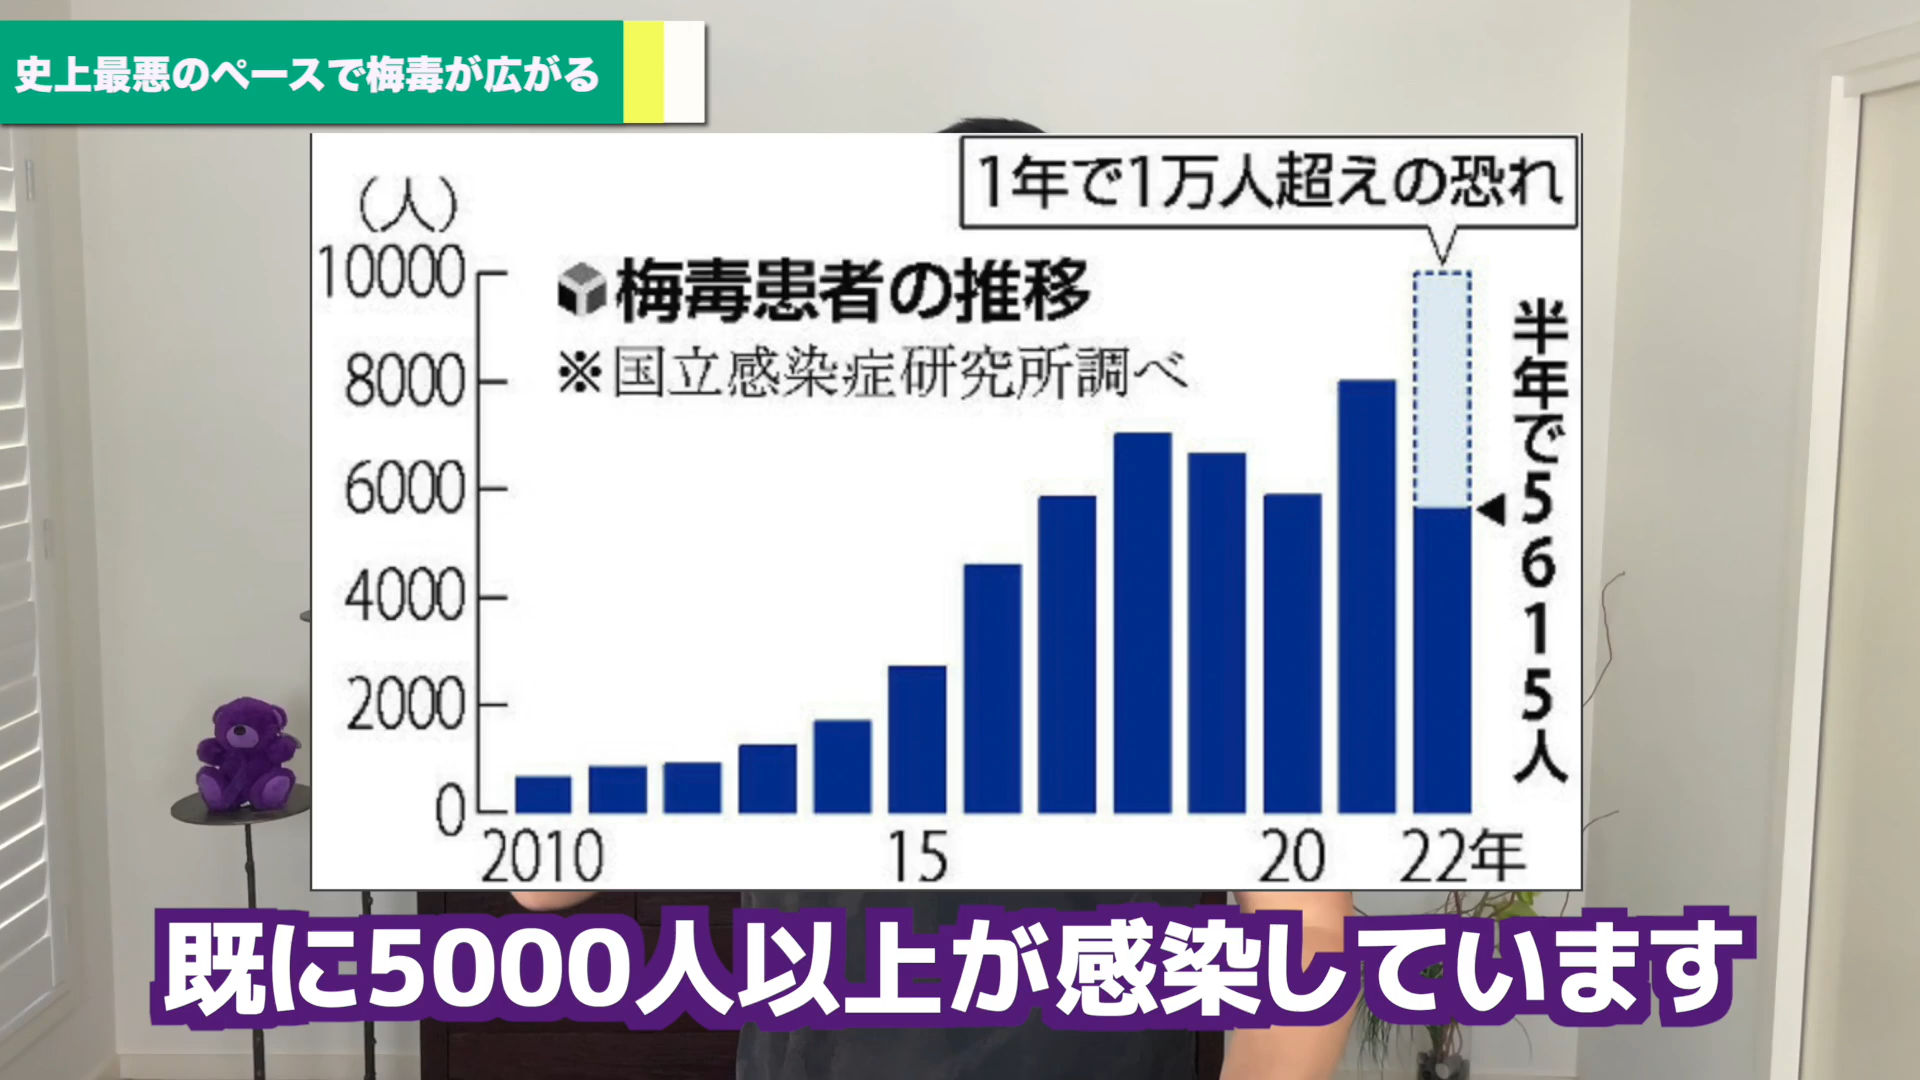 史上最悪のペースで梅毒が広がる
1年で1万人超えの恐れ
(人)
10000
梅毒患者の推移
※国立感染症研究所調べ
8000
6000
4000
2000
0
半年で5615人
2010 15 20 22年
既に5000人以上が感染しています